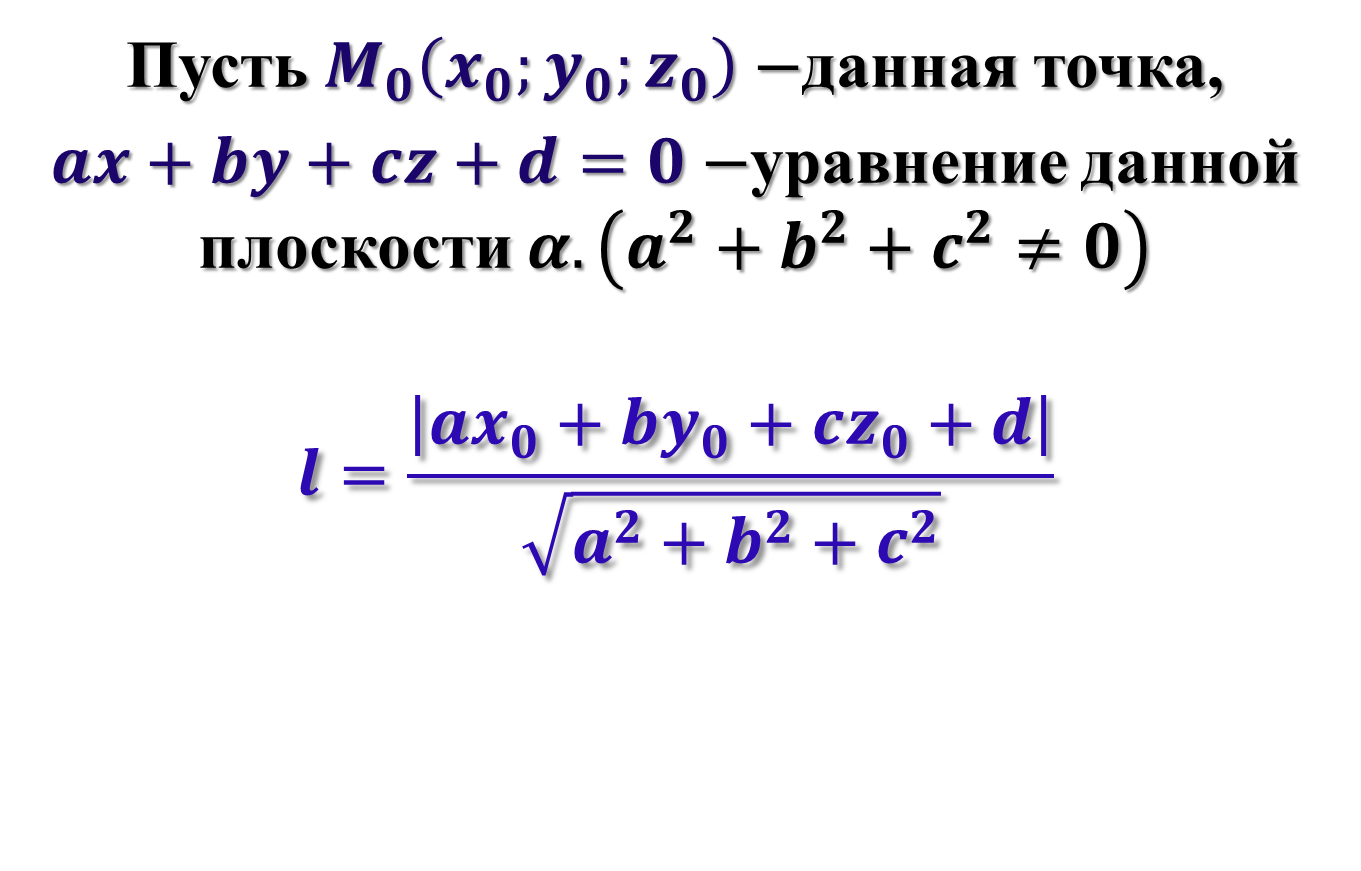 Пусть M₀(x₀; y₀; z₀) −данная точка,
ax + by + cz + d = 0 −уравнение данной
плоскости α. (a² + b² + c² ≠ 0)
l = |ax₀ + by₀ + cz₀ + d| / √(a² + b² + c²)